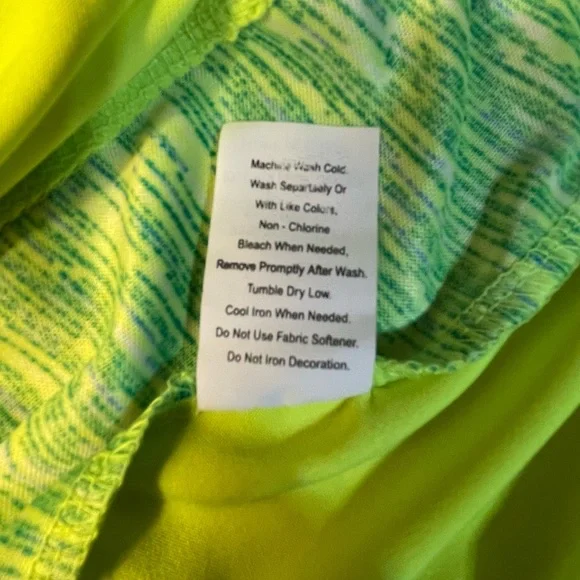 Machine Wash Cold.
Wash Separtaely Or
With Like Colors,
Non - Chlorine
Bleach When Needed,
Remove Promptly After Wash.
Tumble Dry Low.
Cool Iron When Needed.
Do Not Use Fabric Softener.
Do Not Iron Decoration.